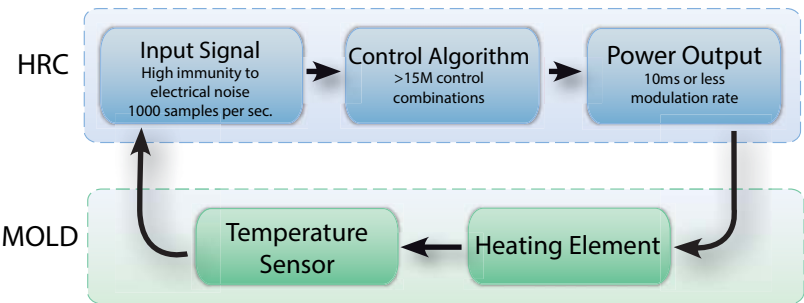 HRC
Input Signal
High immunity to
electrical noise
1000 samples per sec.
Control Algorithm
>15M control
combinations
Power Output
10ms or less
modulation rate
MOLD
Temperature
Sensor
Heating Element